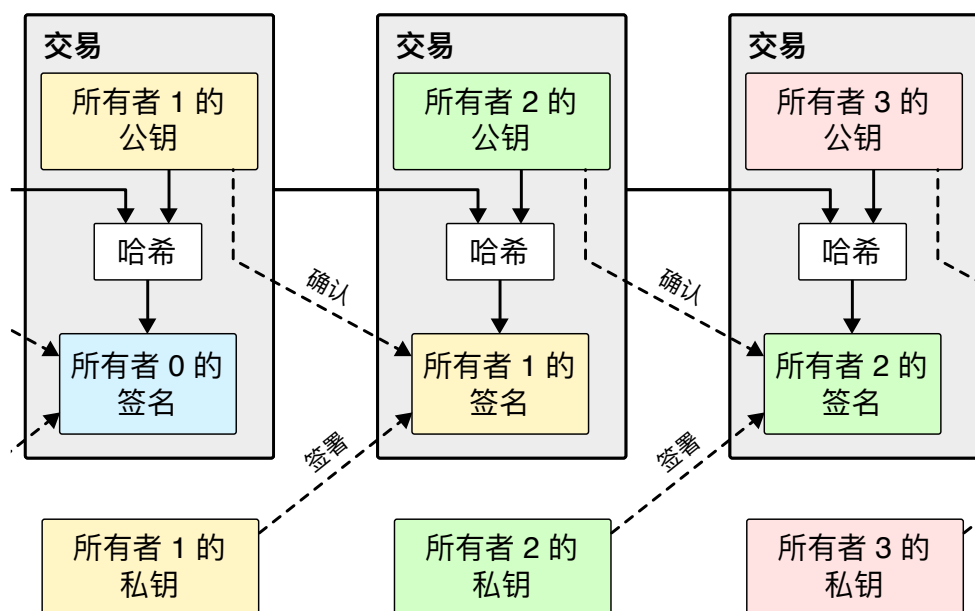 交易
所有者 1 的
公钥
哈希
所有者 0 的
签名
交易
所有者 2 的
公钥
哈希
确认
所有者 1 的
签名
签署
交易
所有者 3 的
公钥
哈希
确认
所有者 2 的
签名
签署
所有者 1 的
私钥
所有者 2 的
私钥
所有者 3 的
私钥